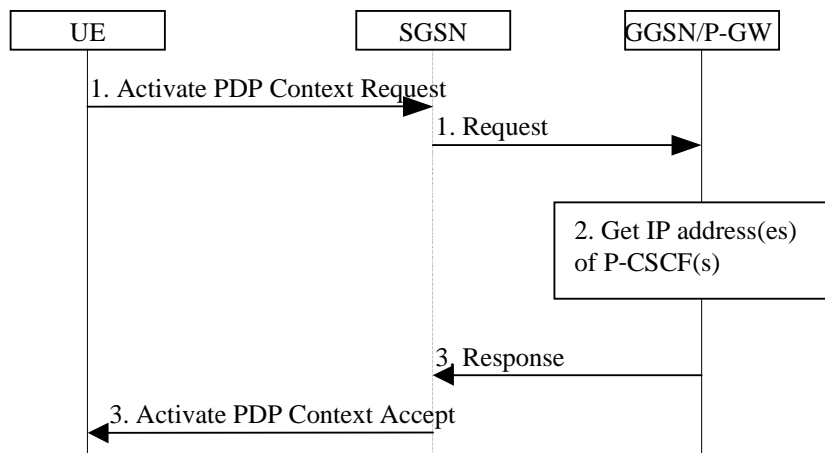 UE
SGSN
GGSN/P-GW
1. Activate PDP Context Request
1. Request
2. Get IP address(es)
of P-CSCF(s)
3. Response
3. Activate PDP Context Accept